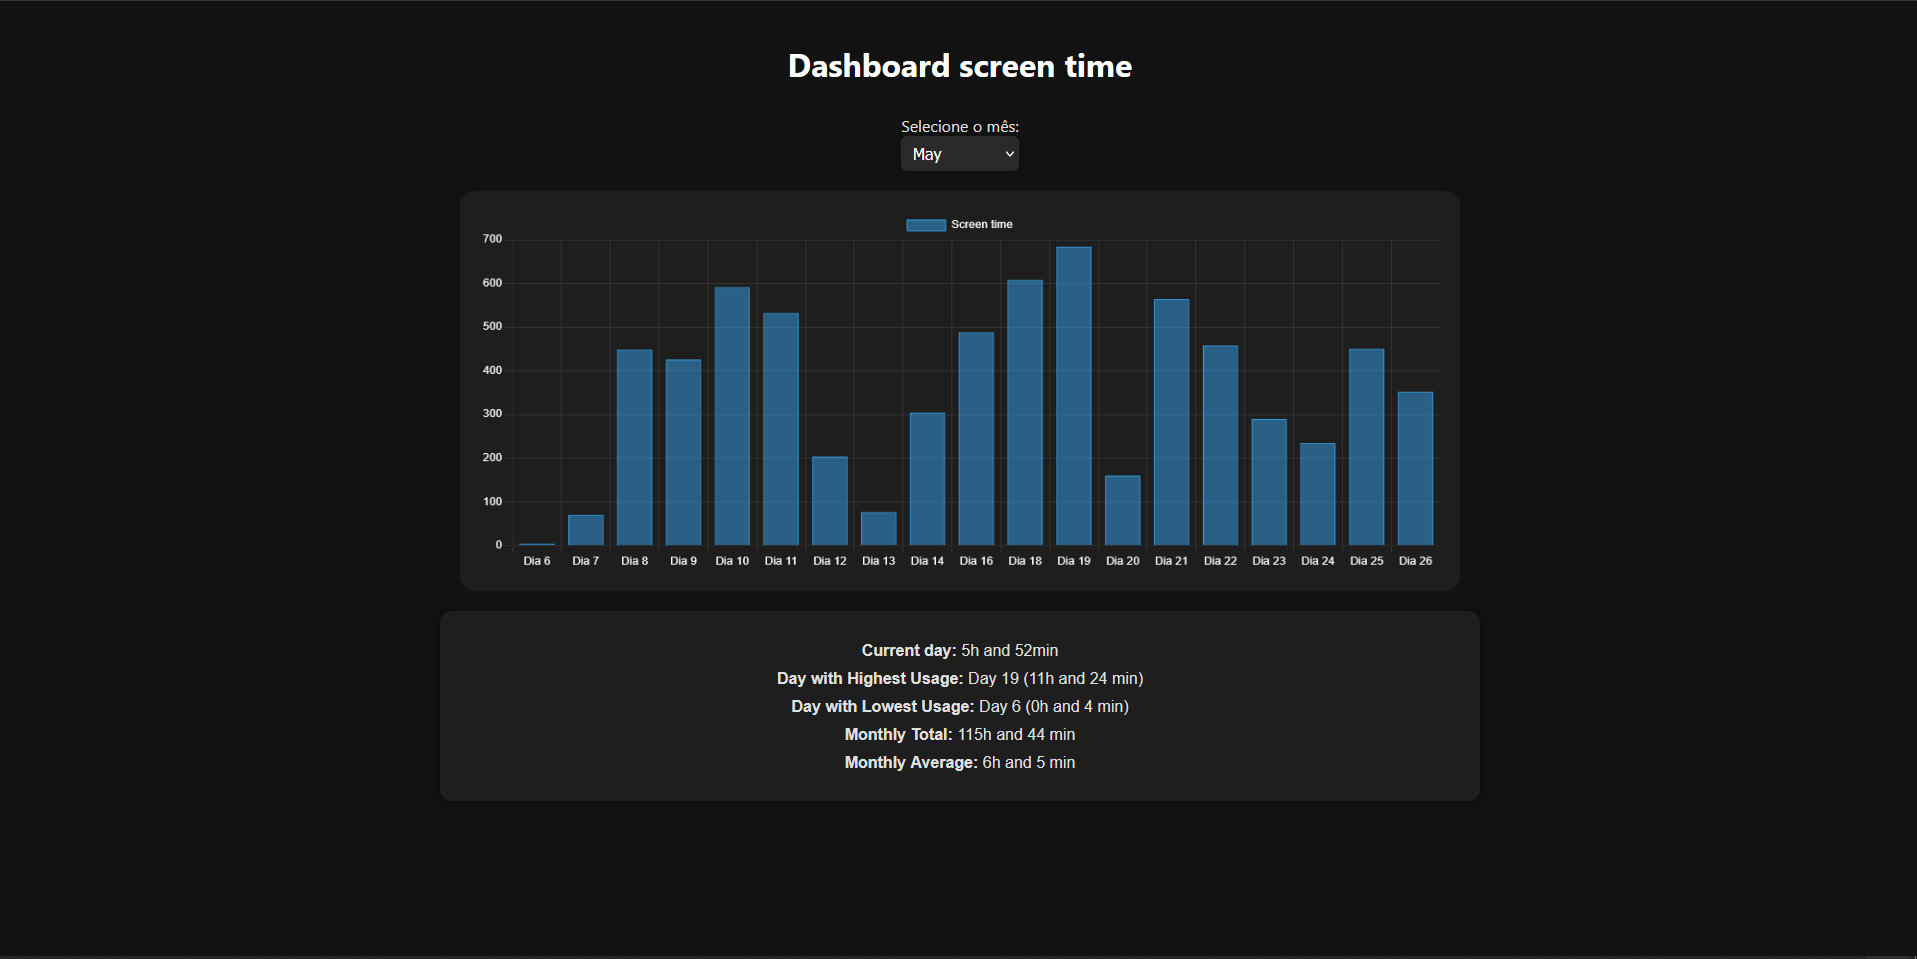 Dashboard screen time
Selecione o mês:
May
Screen time
700
600
500
400
300
200
100
0
Dia 6 Dia 7 Dia 8 Dia 9 Dia 10 Dia 11 Dia 12 Dia 13 Dia 14 Dia 16 Dia 18 Dia 19 Dia 20 Dia 21 Dia 22 Dia 23 Dia 24 Dia 25 Dia 26
Current day: 5h and 52min
Day with Highest Usage: Day 19 (11h and 24 min)
Day with Lowest Usage: Day 6 (0h and 4 min)
Monthly Total: 115h and 44 min
Monthly Average: 6h and 5 min